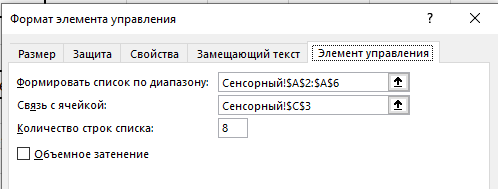 Формат элемента управления ? ×
Размер Защита Свойства Замещающий текст Элемент управления
Формировать список по диапазону: Сенсорный!$A$2:$A$6
Связь с ячейкой: Сенсорный!$C$3
Количество строк списка: 8
Объемное затенение